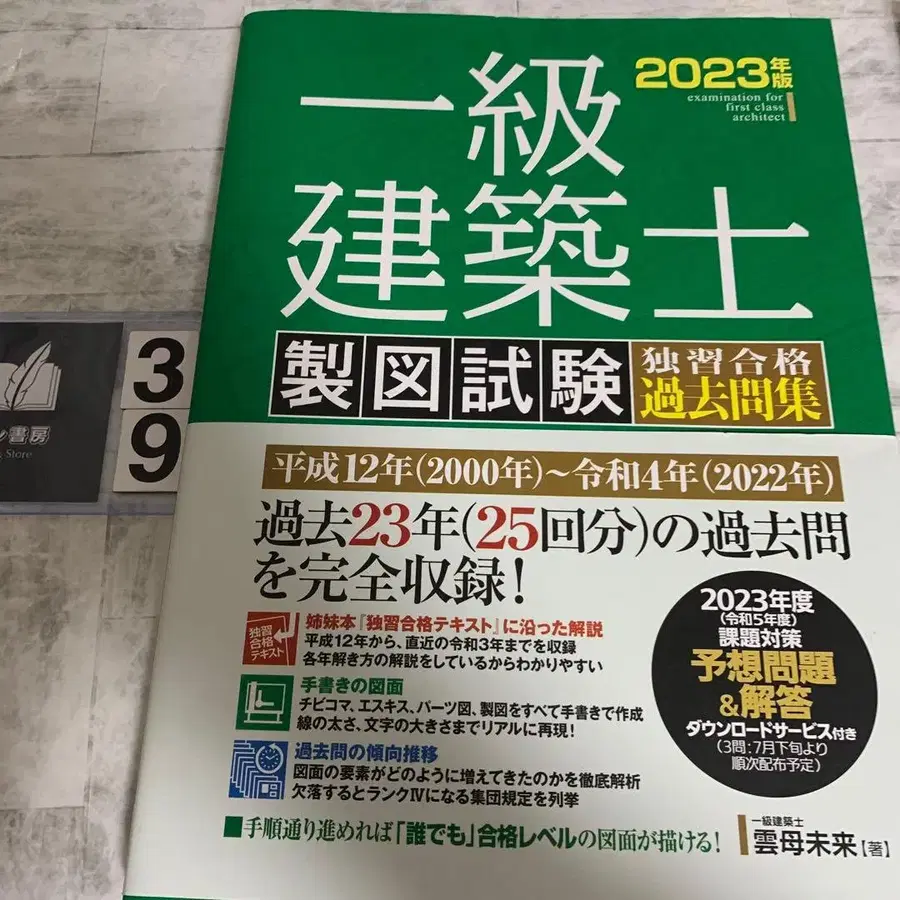 2023年版
examination for
first class
architect
一級
建築士
製図試験
独習合格
過去問集
平成12年(2000年)~令和4年(2022年)
過去23年(25回分)の過去問
を完全収録!
独習
合格
テキスト
姉妹本『独習合格テキスト』に沿った解説
平成12年から、直近の令和3年までを収録
各年解き方の解説をしているからわかりやすい
手書きの図面
チビコマ、エスキス、パーツ図、製図をすべて手書きで作成
線の太さ、文字の大きさまでリアルに再現!
過去問の傾向推移
図面の要素がどのように増えてきたのかを徹底解析
欠落するとランクⅣになる集団規定を列挙
2023年度
(令和5年度)
課題対策
予想問題
&解答
ダウンロードサービス付き
(3問:7月下旬より
順次配布予定)
■手順通り進めれば「誰でも」合格レベルの図面が描ける!
一級建築士
雲母未来【著】
3
9
ン書房
Store